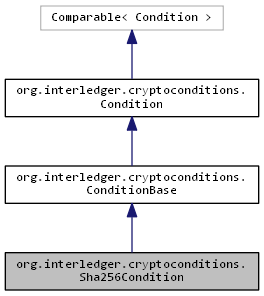 Comparable< Condition >
org.interledger.cryptoconditions.
Condition
org.interledger.cryptoconditions.
ConditionBase
org.interledger.cryptoconditions.
Sha256Condition